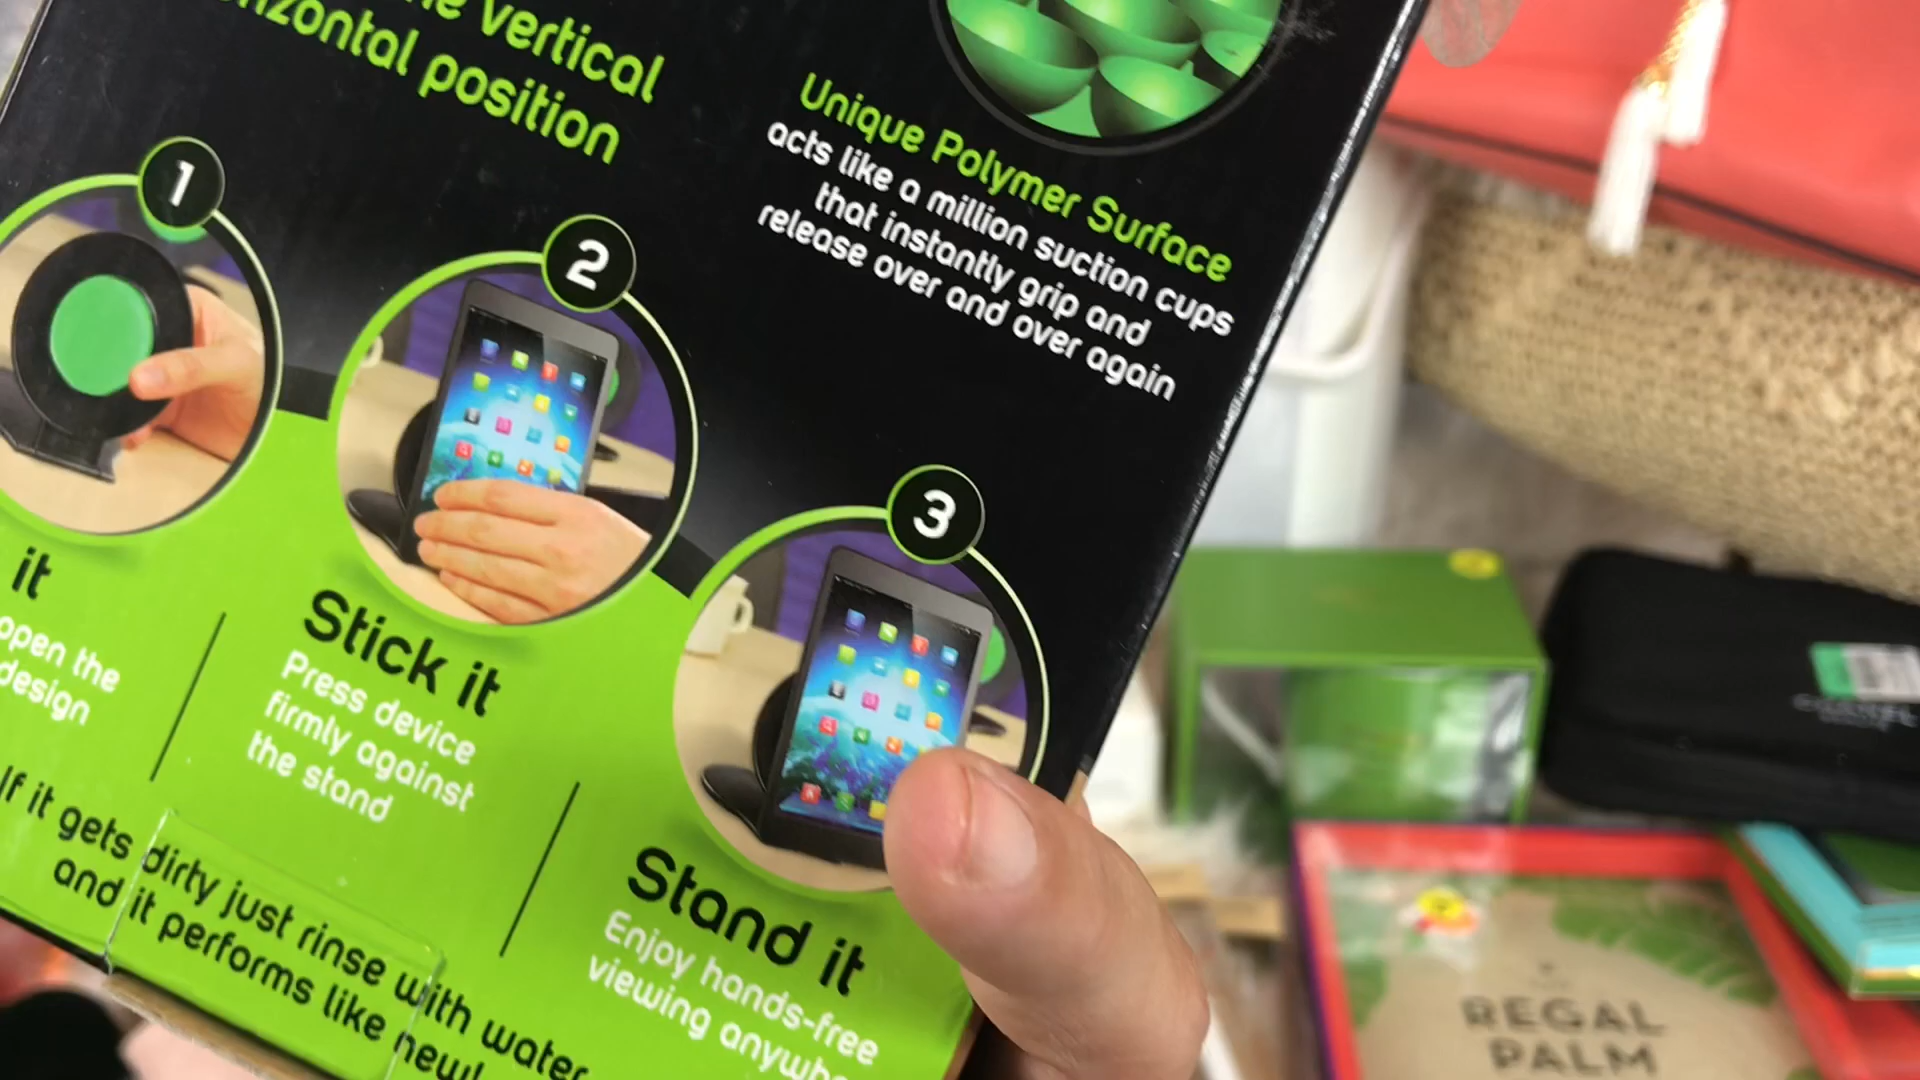 vertical
position
Unique Polymer Surface
acts like a million suction cups
that instantly grip and
release over and over again
1
2
3
it
open the
design
Stick it
Press device
firmly against
the stand
Stand it
Enjoy hands-free
viewing
If it gets dirty just rinse with water
and it performs like new!
REGAL
PALM